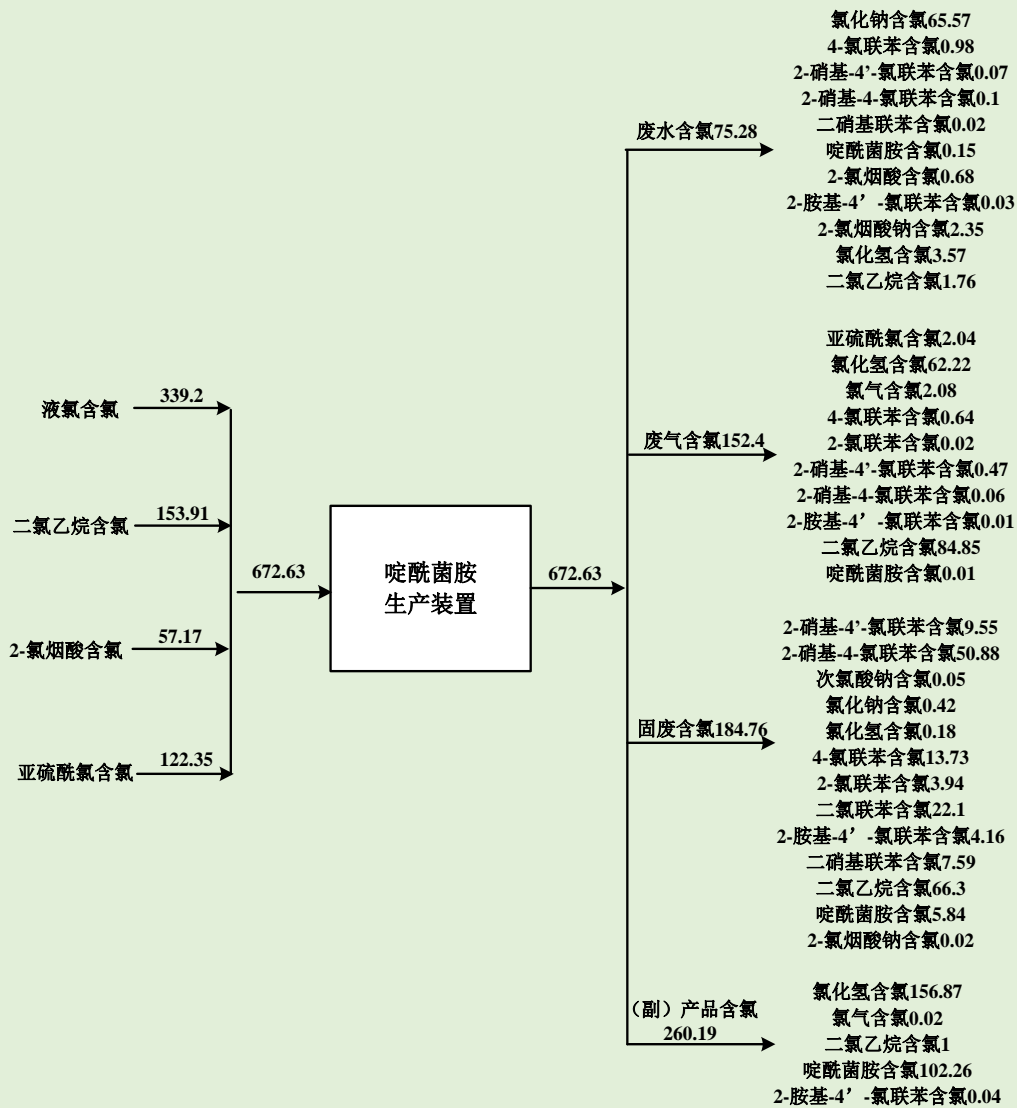 液氯含氯
339.2
二氯乙烷含氯
153.91
2-氯烟酸含氯
57.17
亚硫酰氯含氯
122.35
672.63
啶酰菌胺
生产装置
672.63
废水含氯75.28
氯化钠含氯65.57
4-氯联苯含氯0.98
2-硝基-4'-氯联苯含氯0.07
2-硝基-4-氯联苯含氯0.1
二硝基联苯含氯0.02
啶酰菌胺含氯0.15
2-氯烟酸含氯0.68
2-胺基-4’-氯联苯含氯0.03
2-氯烟酸钠含氯2.35
氯化氢含氯3.57
二氯乙烷含氯1.76
废气含氯152.4
亚硫酰氯含氯2.04
氯化氢含氯62.22
氯气含氯2.08
4-氯联苯含氯0.64
2-氯联苯含氯0.02
2-硝基-4'-氯联苯含氯0.47
2-硝基-4-氯联苯含氯0.06
2-胺基-4’-氯联苯含氯0.01
二氯乙烷含氯84.85
啶酰菌胺含氯0.01
固废含氯184.76
2-硝基-4'-氯联苯含氯9.55
2-硝基-4-氯联苯含氯50.88
次氯酸钠含氯0.05
氯化钠含氯0.42
氯化氢含氯0.18
4-氯联苯含氯13.73
2-氯联苯含氯3.94
二氯联苯含氯22.1
2-胺基-4’-氯联苯含氯4.16
二硝基联苯含氯7.59
二氯乙烷含氯66.3
啶酰菌胺含氯5.84
2-氯烟酸钠含氯0.02
（副）产品含氯
260.19
氯化氢含氯156.87
氯气含氯0.02
二氯乙烷含氯1
啶酰菌胺含氯102.26
2-胺基-4’-氯联苯含氯0.04